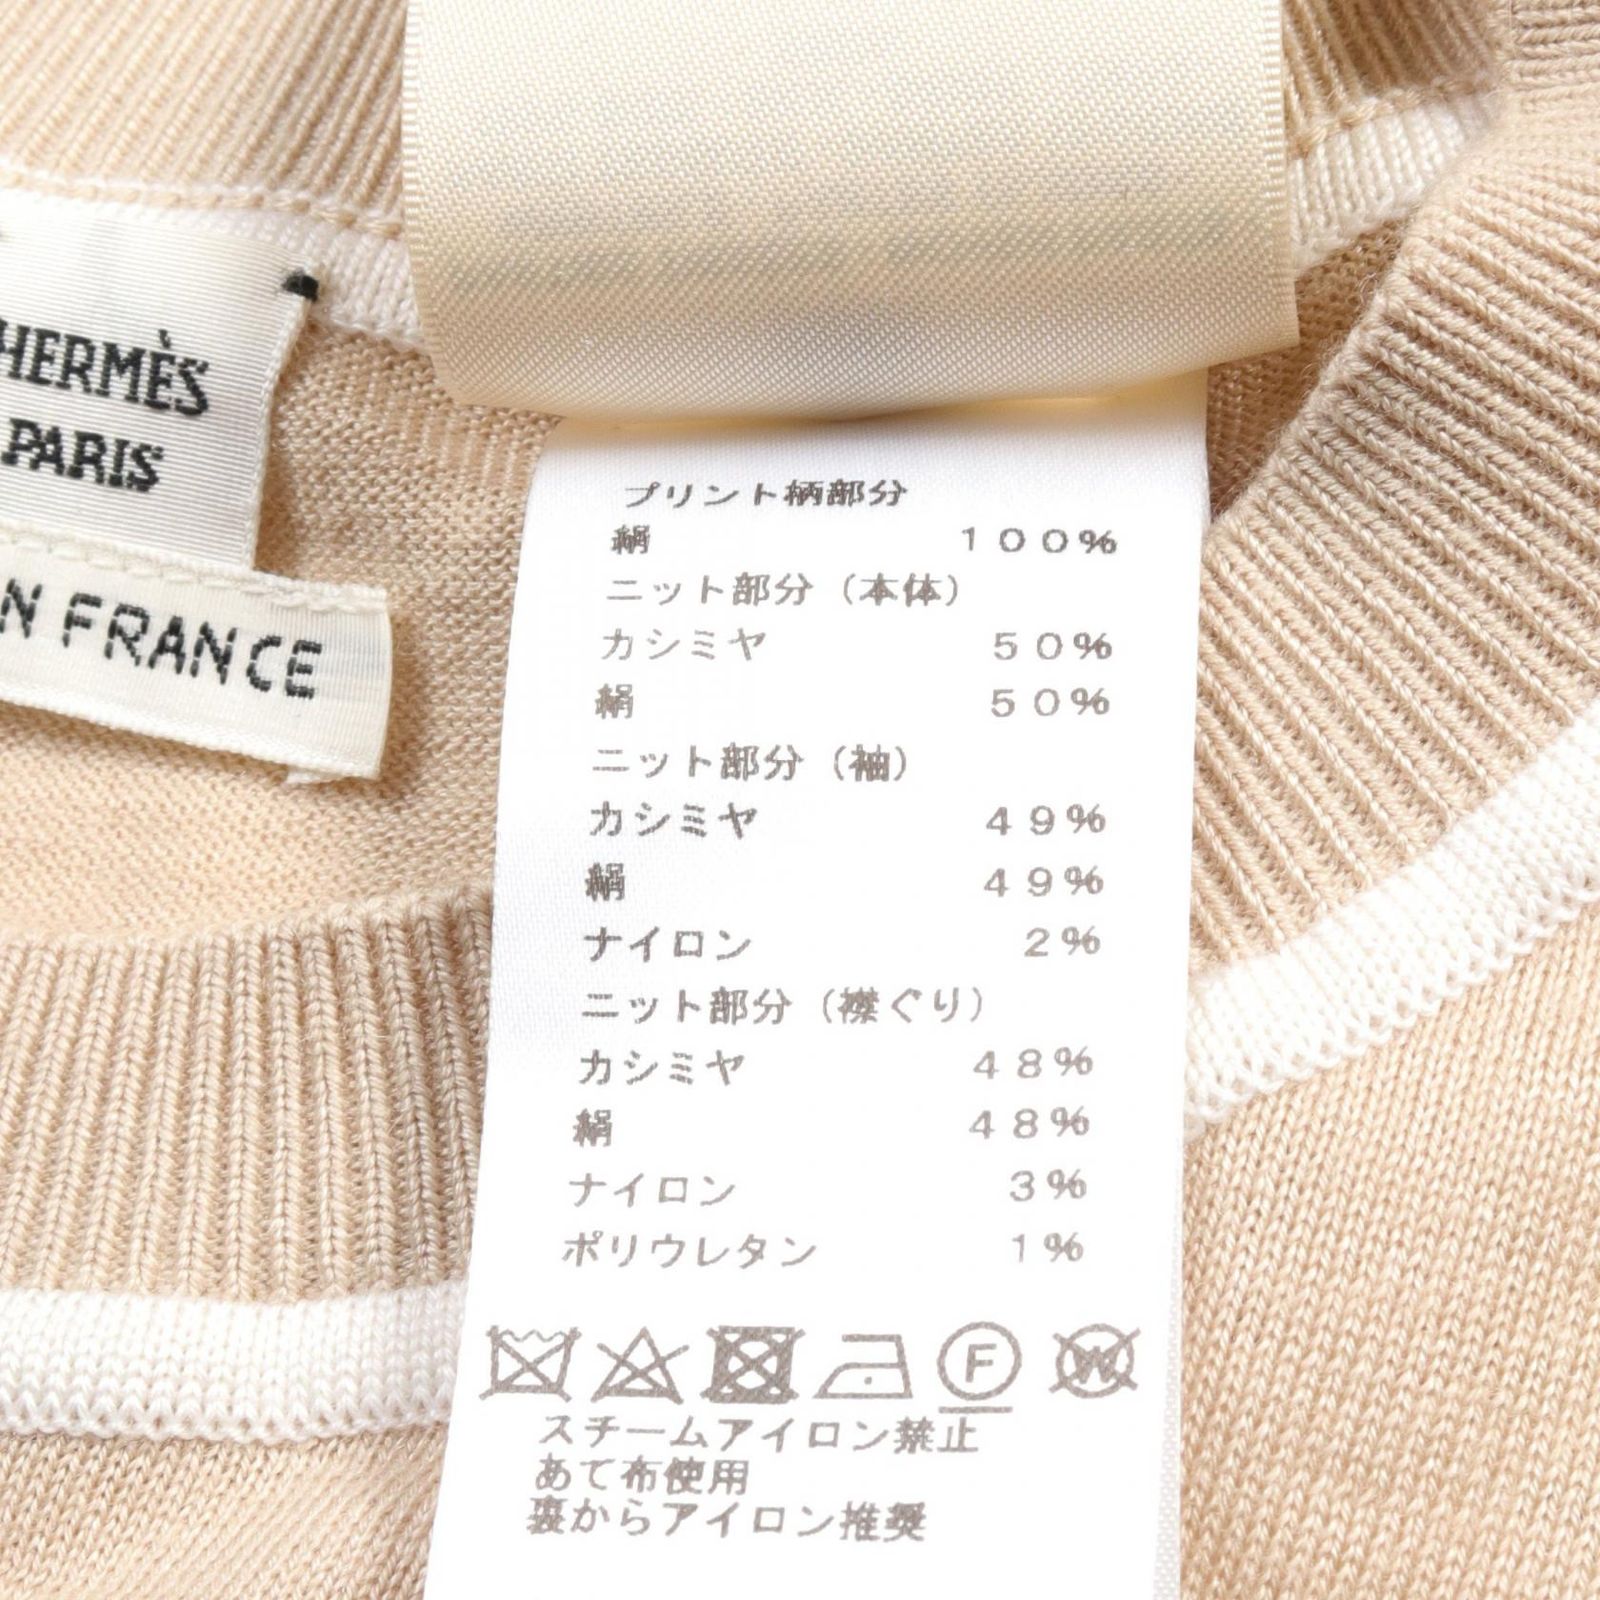 HERMÈS
PARIS
N FRANCE
プリント柄部分
絹 100%
ニット部分（本体）
カシミヤ 50%
絹 50%
ニット部分（袖）
カシミヤ 49%
絹 49%
ナイロン 2%
ニット部分（襟ぐり）
カシミヤ 48%
絹 48%
ナイロン 3%
ポリウレタン 1%
F W
スチームアイロン禁止
あて布使用
裏からアイロン推奨